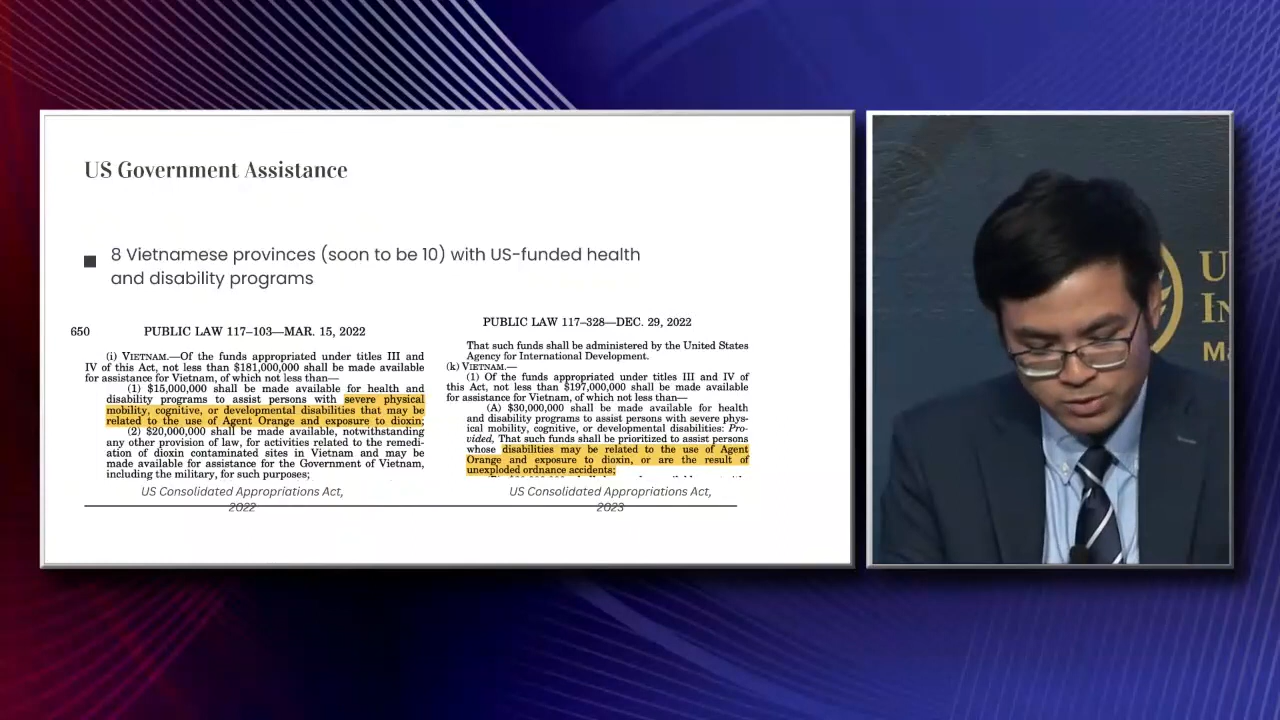 US Government Assistance
■ 8 Vietnamese provinces (soon to be 10) with US-funded health
and disability programs
650 PUBLIC LAW 117–103—MAR. 15, 2022
(i) VIETNAM.—Of the funds appropriated under titles III and
IV of this Act, not less than $181,000,000 shall be made available
for assistance for Vietnam, of which not less than—
(1) $15,000,000 shall be made available for health and
disability programs to assist persons with severe physical
mobility, cognitive, or developmental disabilities that may be
related to the use of Agent Orange and exposure to dioxin;
(2) $20,000,000 shall be made available, notwithstanding
any other provision of law, for activities related to the remedi-
ation of dioxin contaminated sites in Vietnam and may be
made available for assistance for the Government of Vietnam,
including the military, for such purposes;
US Consolidated Appropriations Act,
2022
PUBLIC LAW 117–328—DEC. 29, 2022
That such funds shall be administered by the United States
Agency for International Development.
(k) VIETNAM.—
(1) Of the funds appropriated under titles III and IV of
this Act, not less than $197,000,000 shall be made available
for assistance for Vietnam, of which not less than—
(A) $30,000,000 shall be made available for health
and disability programs to assist persons with severe phys-
ical mobility, cognitive, or developmental disabilities: Pro-
vided, That such funds shall be prioritized to assist persons
whose disabilities may be related to the use of Agent
Orange and exposure to dioxin, or are the result of
unexploded ordnance accidents;
US Consolidated Appropriations Act,
2023
U
IN
Ma